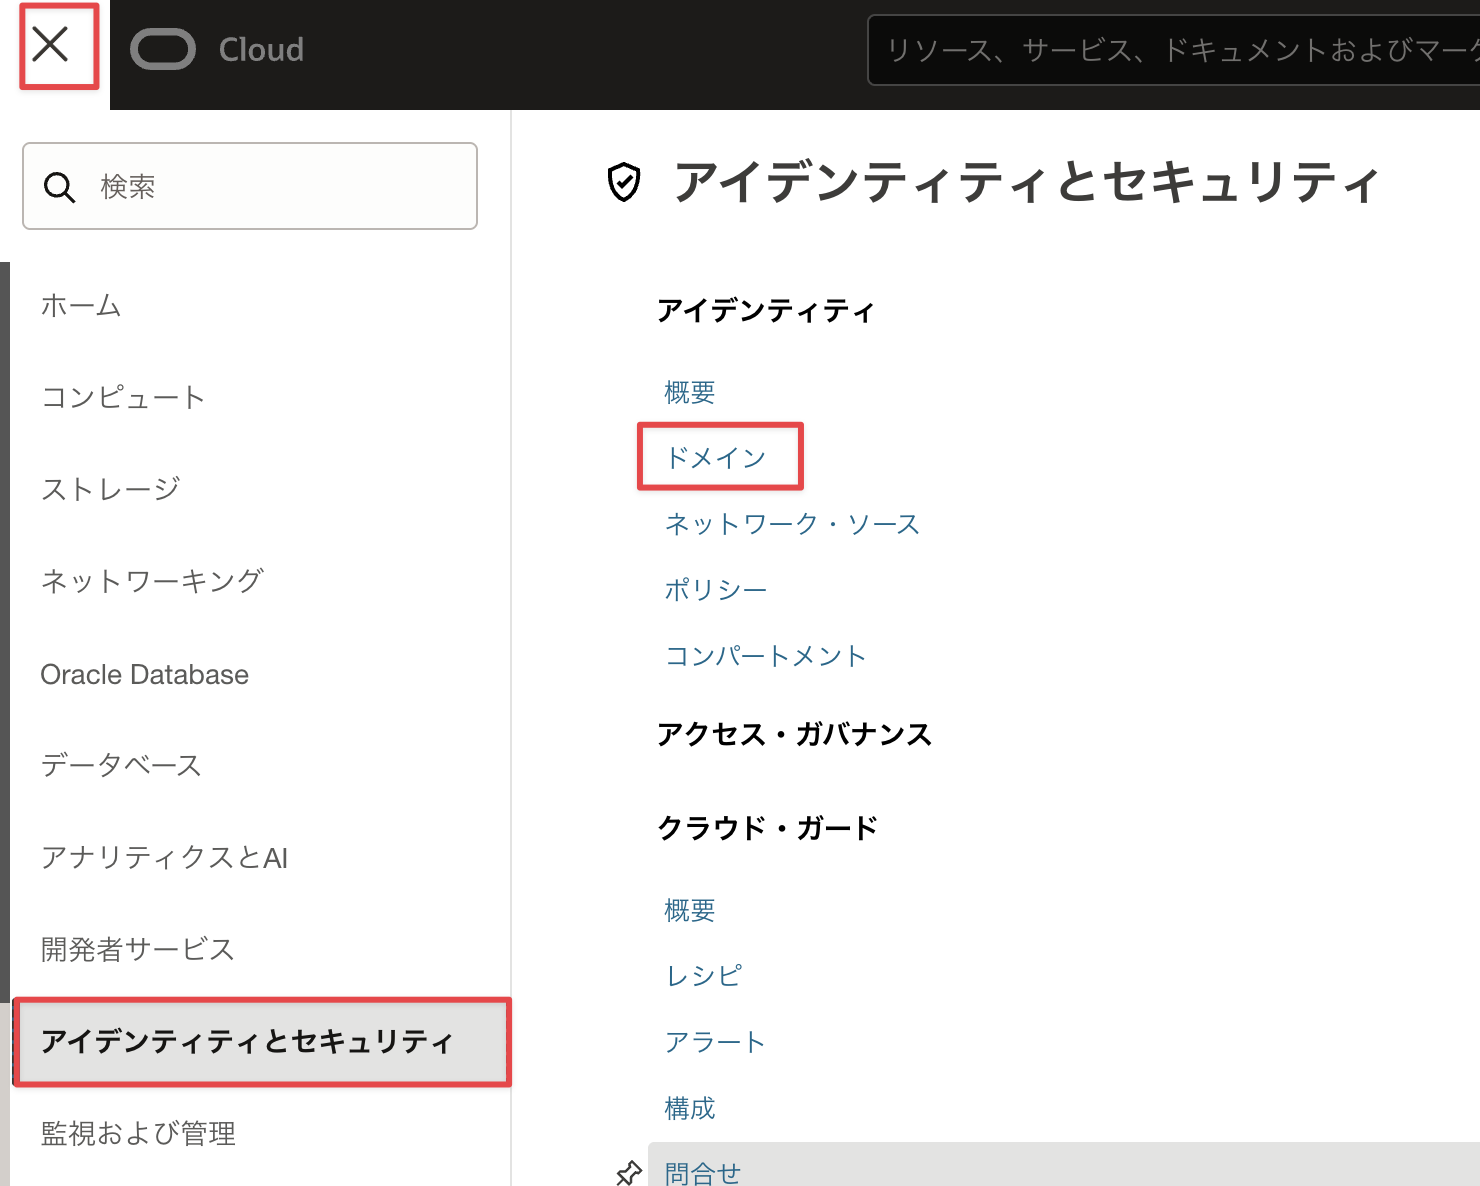 Cloud
リソース、サービス、ドキュメントおよびマーケ
検索
ホーム
コンピュート
ストレージ
ネットワーキング
Oracle Database
データベース
アナリティクスとAI
開発者サービス
アイデンティティとセキュリティ
監視および管理
アイデンティティとセキュリティ
アイデンティティ
概要
ドメイン
ネットワーク・ソース
ポリシー
コンパートメント
アクセス・ガバナンス
クラウド・ガード
概要
レシピ
アラート
構成
問合せ